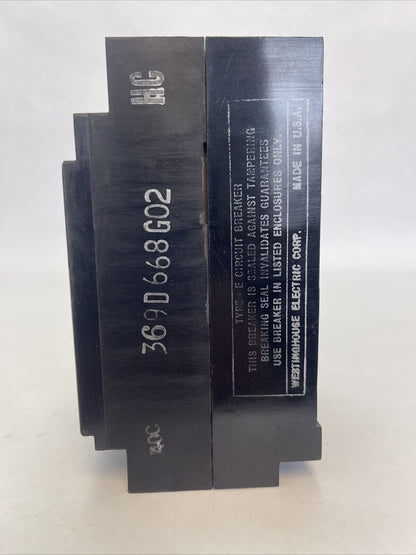 HC
369D668G02
240C
TYPE - E CIRCUIT BREAKER
THIS BREAKER IS SEALED AGAINST TAMPERING
BREAKING SEAL INVALIDATES GUARANTEES
USE BREAKER IN LISTED ENCLOSURES ONLY.
WESTINGHOUSE ELECTRIC CORP. MADE IN U.S.A.